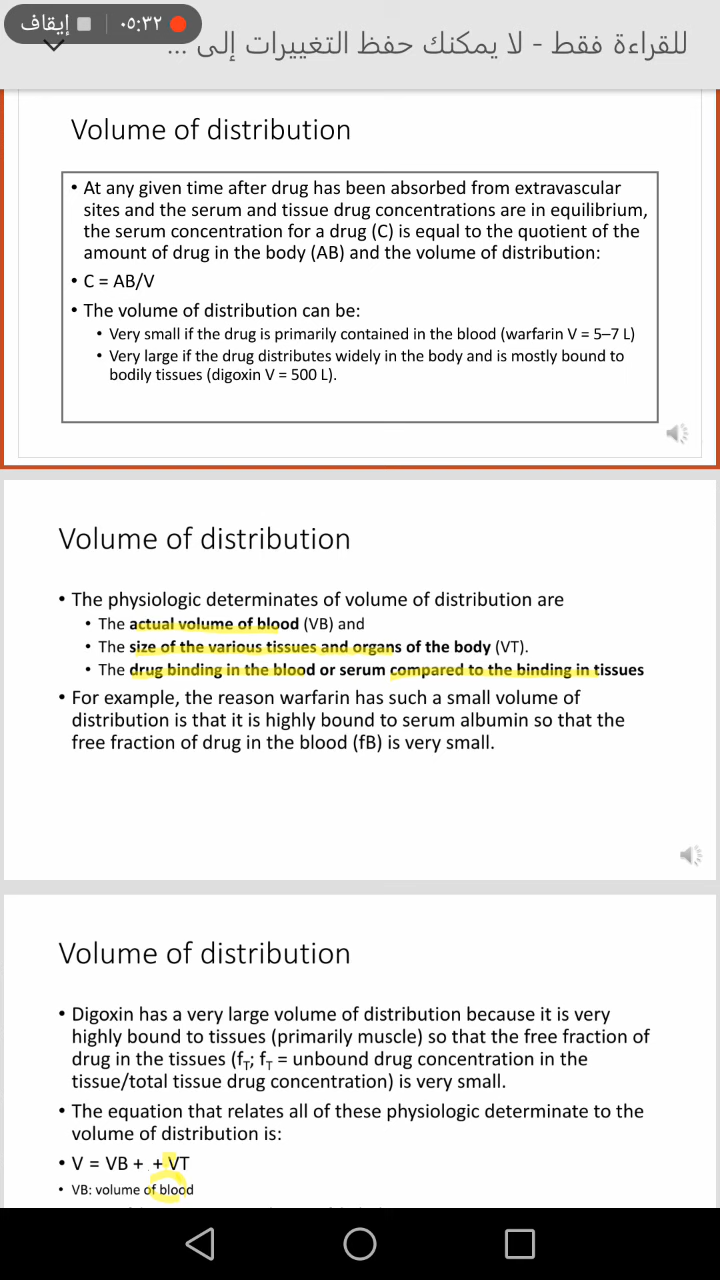 إيقاف ٠٥:٣٢
للقراءة فقط - لا يمكنك حفظ التغييرات إلى ...
Volume of distribution
• At any given time after drug has been absorbed from extravascular
sites and the serum and tissue drug concentrations are in equilibrium,
the serum concentration for a drug (C) is equal to the quotient of the
amount of drug in the body (AB) and the volume of distribution:
• C = AB/V
• The volume of distribution can be:
• Very small if the drug is primarily contained in the blood (warfarin V = 5–7 L)
• Very large if the drug distributes widely in the body and is mostly bound to
bodily tissues (digoxin V = 500 L).
Volume of distribution
• The physiologic determinates of volume of distribution are
• The actual volume of blood (VB) and
• The size of the various tissues and organs of the body (VT).
• The drug binding in the blood or serum compared to the binding in tissues
• For example, the reason warfarin has such a small volume of
distribution is that it is highly bound to serum albumin so that the
free fraction of drug in the blood (fB) is very small.
Volume of distribution
• Digoxin has a very large volume of distribution because it is very
highly bound to tissues (primarily muscle) so that the free fraction of
drug in the tissues (fT; fT = unbound drug concentration in the
tissue/total tissue drug concentration) is very small.
• The equation that relates all of these physiologic determinate to the
volume of distribution is:
• V = VB + + VT
• VB: volume of blood